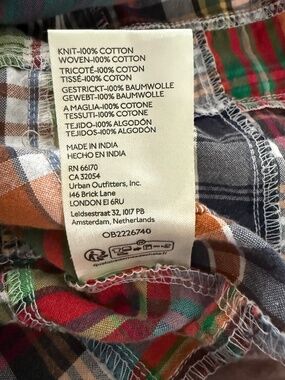 KNIT-100% COTTON
WOVEN-100% COTTON
TRICOTÉ-100% COTON
TISSÉ-100% COTON
GESTRICKT-100% BAUMWOLLE
GEWEBT-100% BAUMWOLLE
A MAGLIA-100% COTONE
TESSUTI-100% COTONE
TEJIDO-100% ALGODÓN
TEJIDOS-100% ALGODÓN
MADE IN INDIA
HECHO EN INDIA
RN 66170
CA 32054
Urban Outfitters, Inc.
146 Brick Lane
LONDON E1 6RU
Leidsestraat 32, 1017 PB
Amsterdam, Netherlands
OB2226740